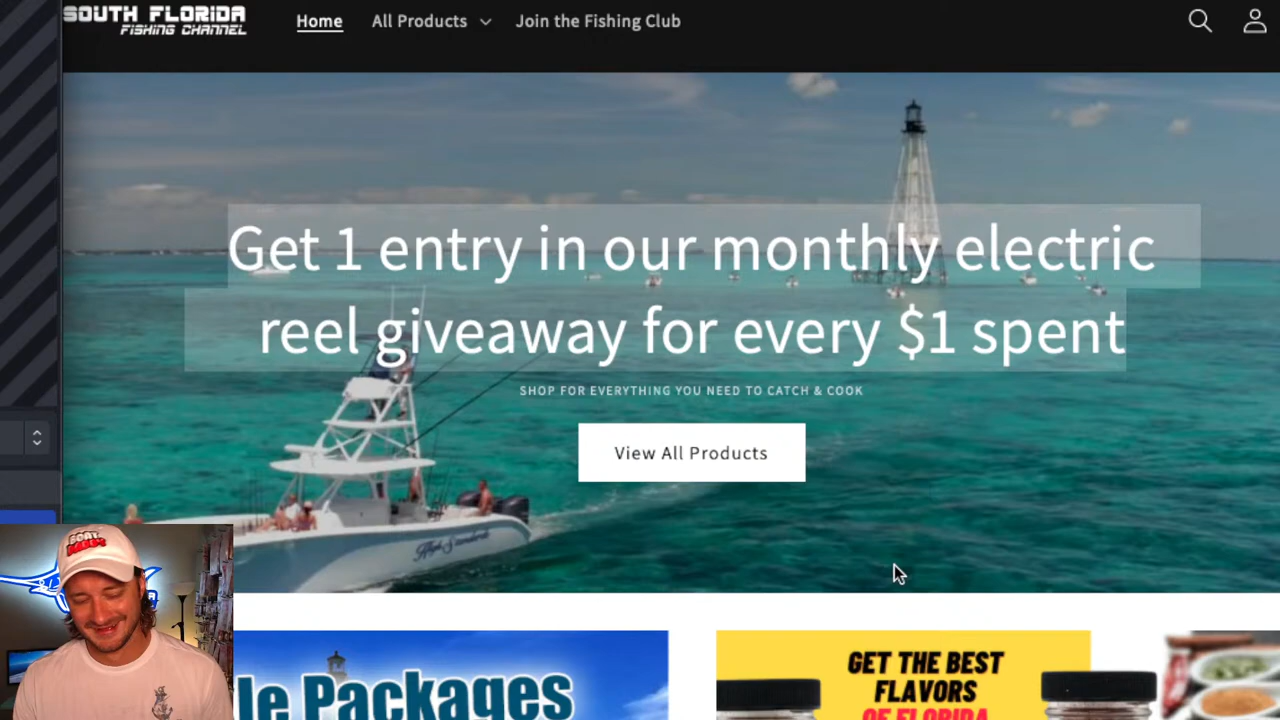 SOUTH FLORIDA
FISHING CHANNEL
Home
All Products
Join the Fishing Club
Get 1 entry in our monthly electric
reel giveaway for every $1 spent
SHOP FOR EVERYTHING YOU NEED TO CATCH & COOK
View All Products
le Packages
GET THE BEST
FLAVORS
OF FLORIDA